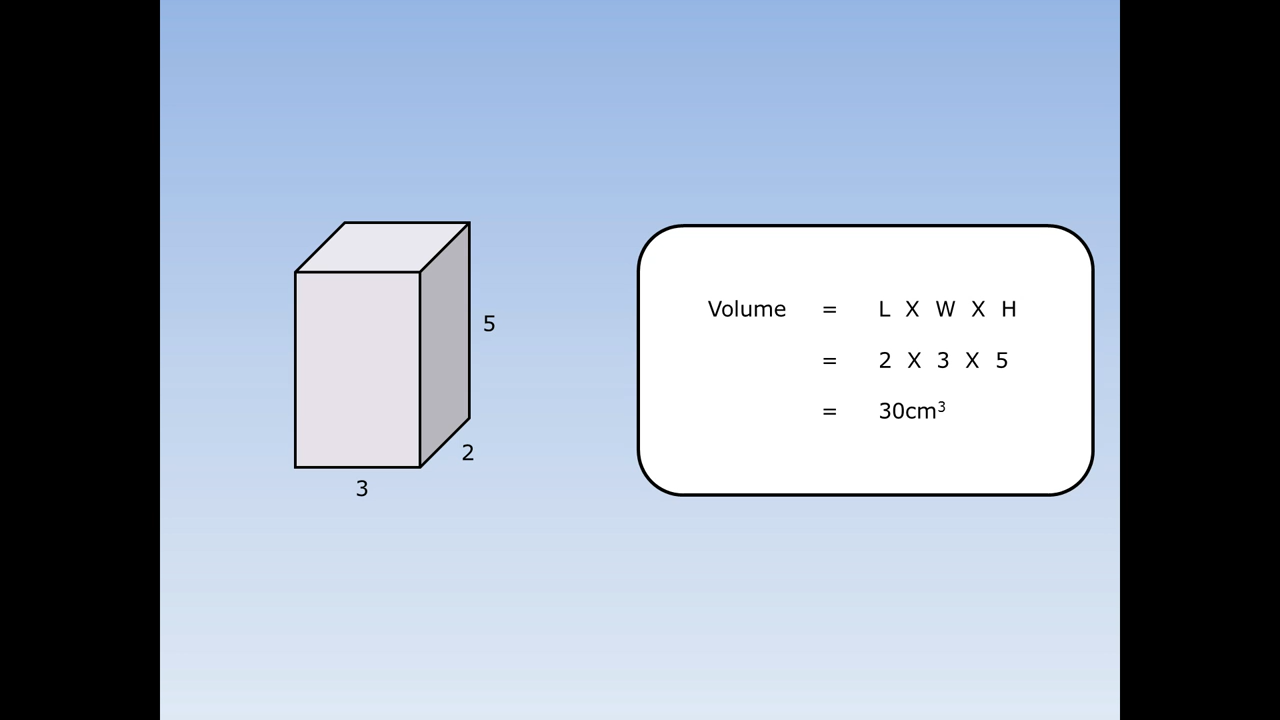 5
2
3
Volume = L X W X H
= 2 X 3 X 5
= 30cm³